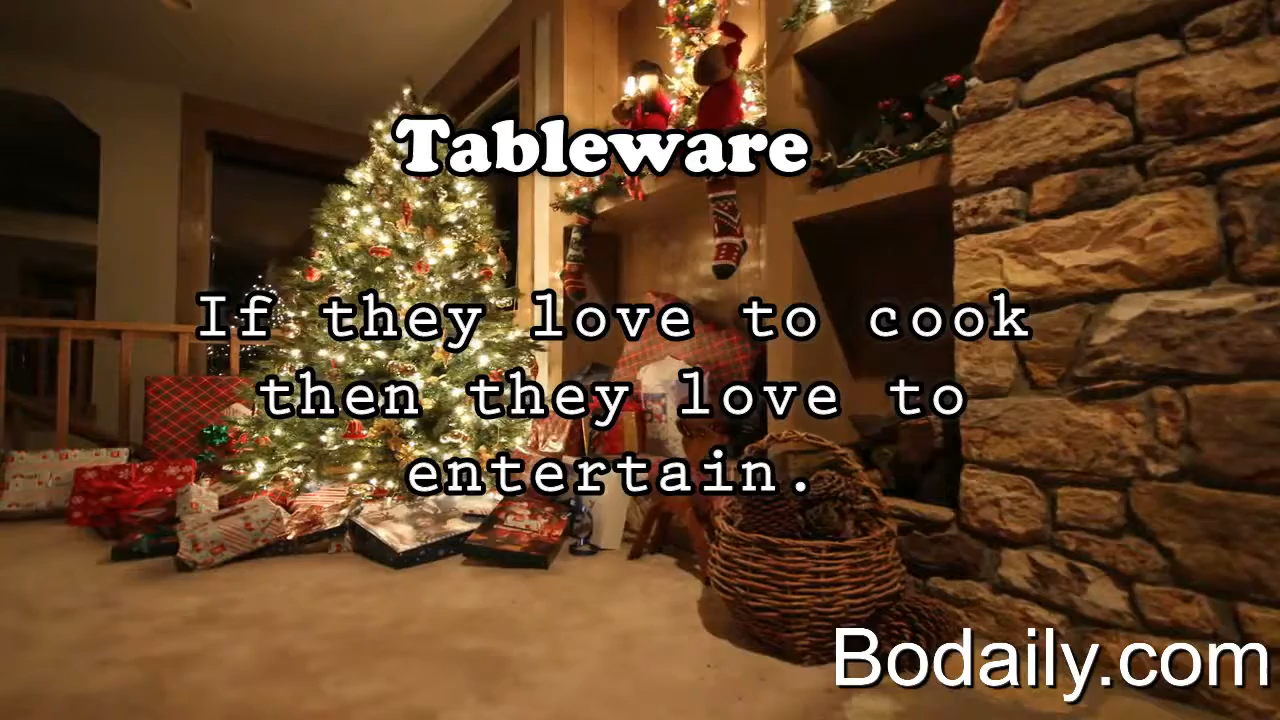 Tableware
If they love to cook
then they love to
entertain.
Bodaily.com